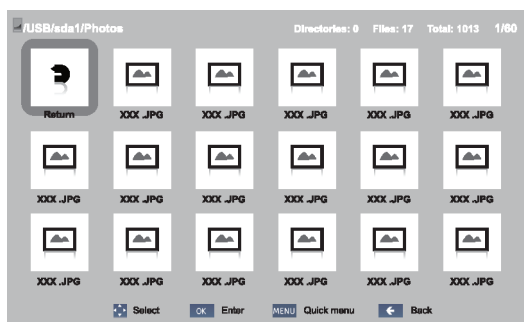 /USB/sda1/Photos Directories: 0 Files: 17 Total: 1013 1/60
Return XXX .JPG XXX .JPG XXX .JPG XXX .JPG XXX .JPG
XXX .JPG XXX .JPG XXX .JPG XXX .JPG XXX .JPG XXX .JPG
XXX .JPG XXX .JPG XXX .JPG XXX .JPG XXX .JPG XXX .JPG
Select OK Enter MENU Quick menu Back